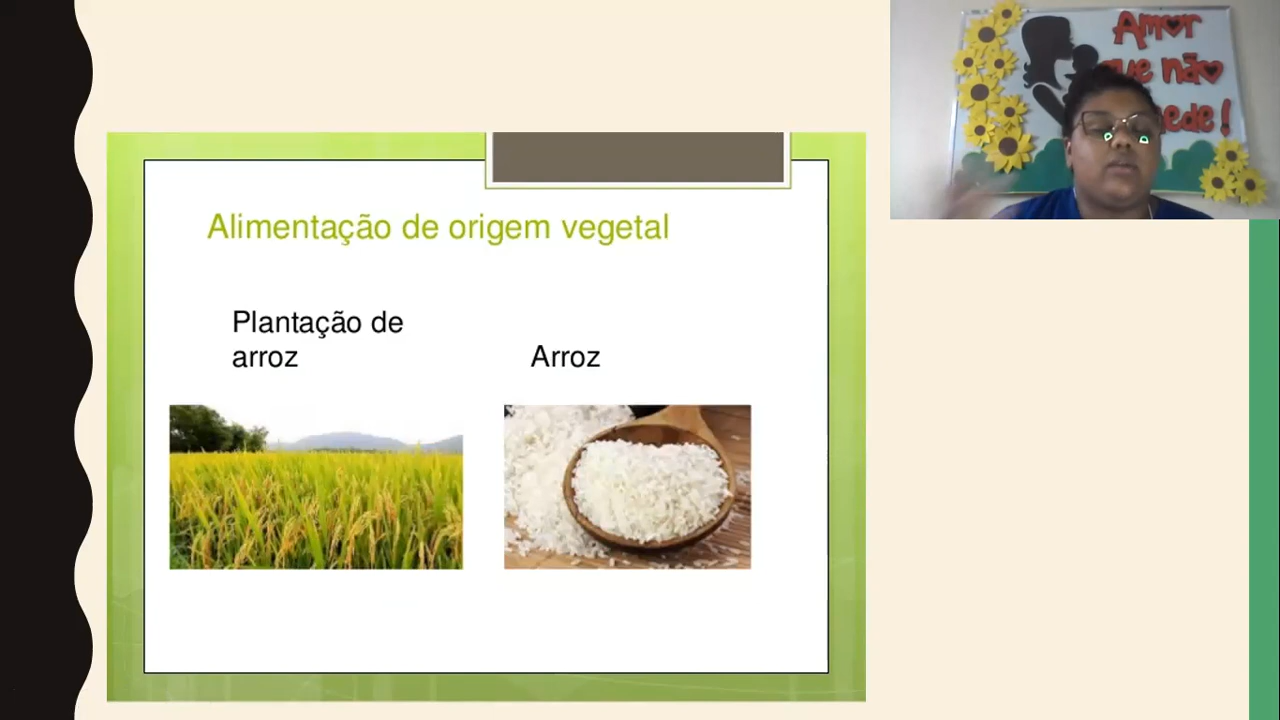 Alimentação de origem vegetal
Plantação de
arroz
Arroz
Amor
que não